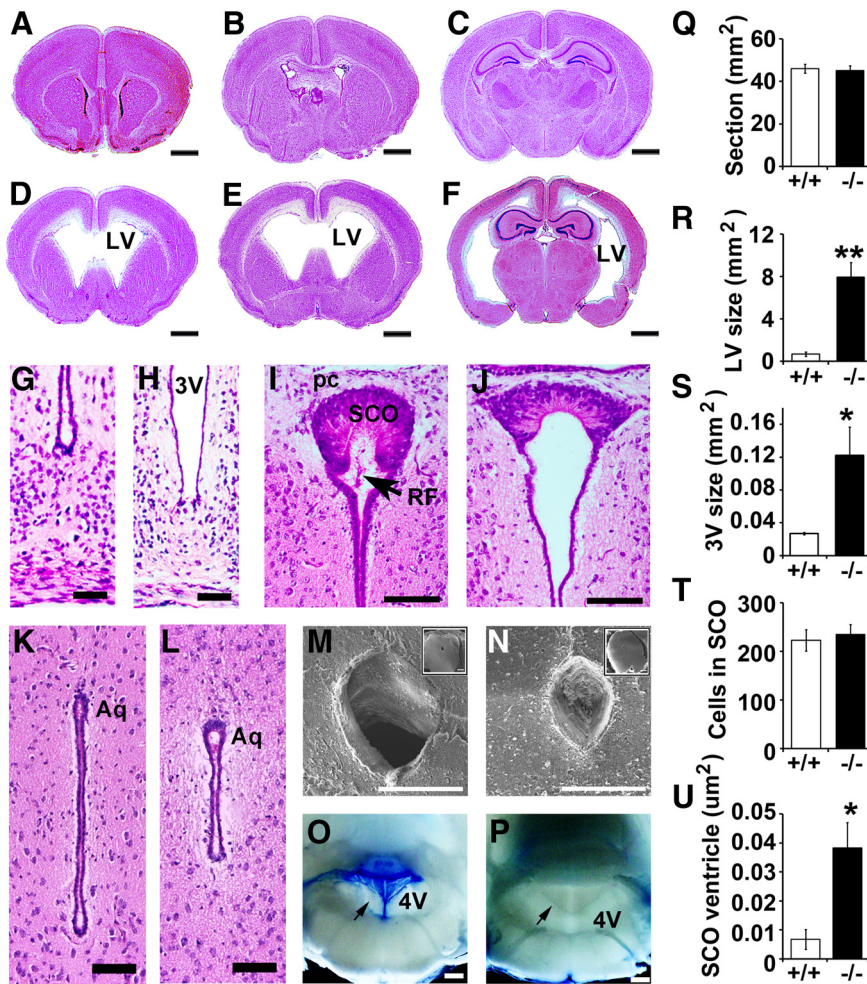 A
B
C
D
LV
E
LV
F
LV
G
H
3V
I
pc
SCO
RF
J
K
Aq
L
Aq
M
N
O
4V
P
4V
Q
Section (mm2)
60
40
20
0
+/+
-/-
R
LV size (mm2)
12
8
4
0
**
+/+
-/-
S
3V size (mm2)
0.12
0.08
0.04
0
*
+/+
-/-
T
Cells in SCO
300
200
100
0
+/+
-/-
U
SCO ventricle (um2)
0.05
0.04
0.03
0.02
0.01
0
*
+/+
-/-